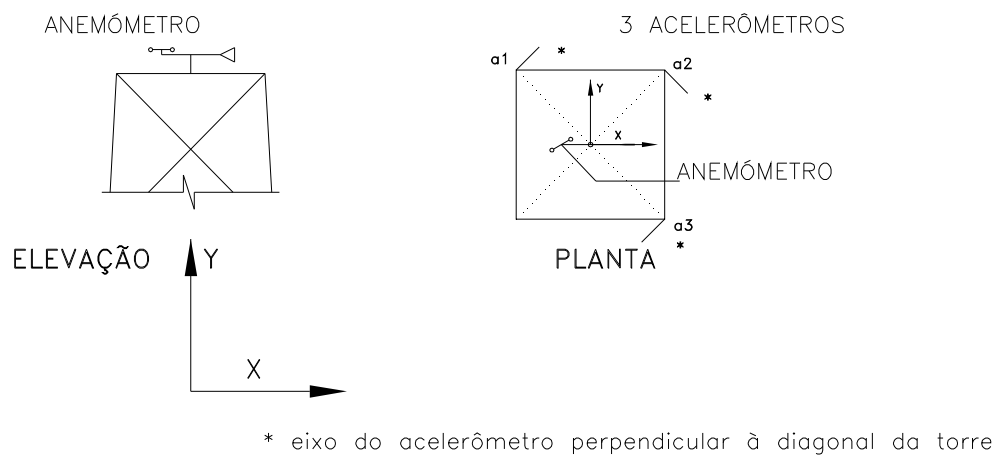 ANEMÓMETRO
3 ACELERÔMETROS
a1
*
a2
*
Y
X
ANEMÓMETRO
a3
*
ELEVAÇÃO
Y
PLANTA
X
* eixo do acelerômetro perpendicular à diagonal da torre